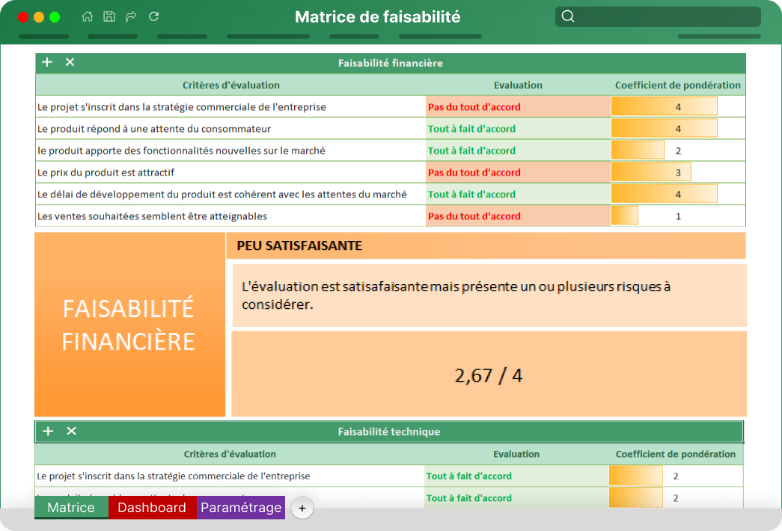 Matrice de faisabilité
Faisabilité financière
Critères d'évaluation Evaluation Coefficient de pondération
Le projet s'inscrit dans la stratégie commerciale de l'entreprise Pas du tout d'accord 4
Le produit répond à une attente du consommateur Tout à fait d'accord 4
le produit apporte des fonctionnalités nouvelles sur le marché Tout à fait d'accord 2
Le prix du produit est attractif Pas du tout d'accord 3
Le délai de développement du produit est cohérent avec les attentes du marché Tout à fait d'accord 4
Les ventes souhaitées semblent être atteignables Pas du tout d'accord 1
FAISABILITÉ
FINANCIÈRE
PEU SATISFAISANTE
L'évaluation est satisafaisante mais présente un ou plusieurs risques à
considérer.
2,67 / 4
Faisabilité technique
Critères d'évaluation Evaluation Coefficient de pondération
Le projet s'inscrit dans la stratégie commerciale de l'entreprise Tout à fait d'accord 2
Tout à fait d'accord 2
Matrice Dashboard Paramétrage +